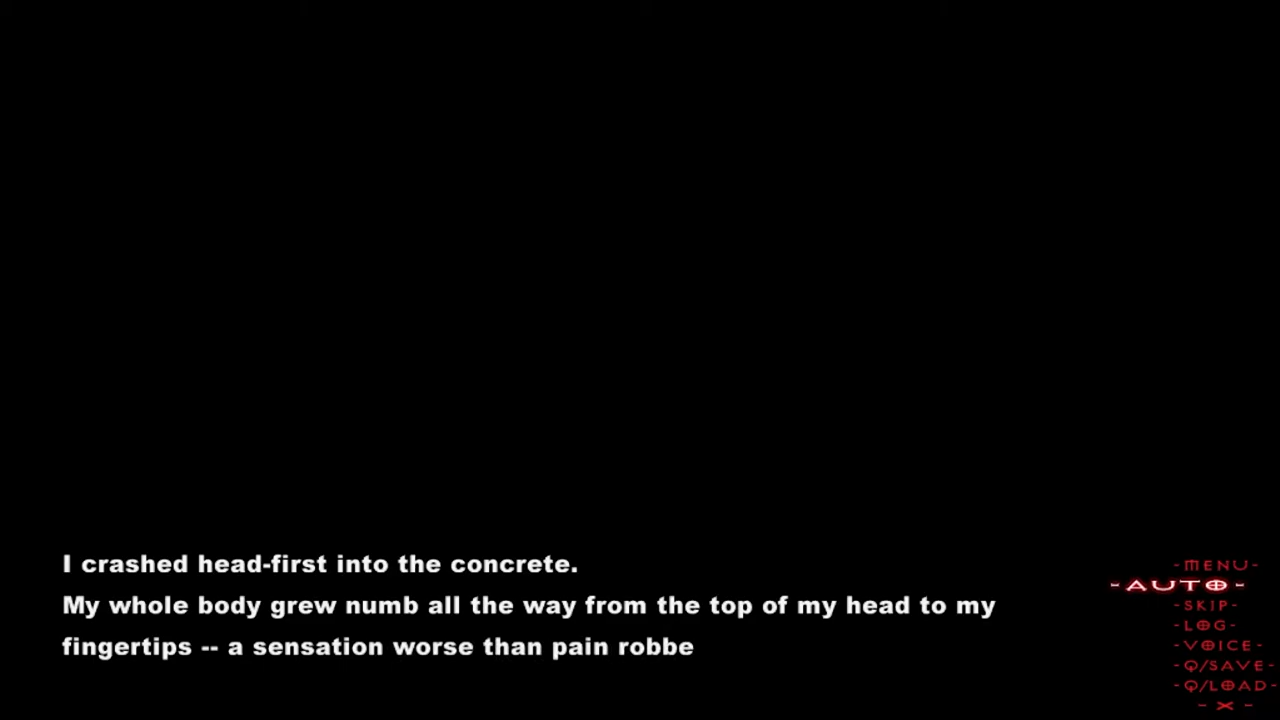 I crashed head-first into the concrete.
My whole body grew numb all the way from the top of my head to my
fingertips -- a sensation worse than pain robbe
-MENU-
-AUTO-
-SKIP-
-LOG-
-VOICE-
-Q/SAVE-
-Q/LOAD-
-X-